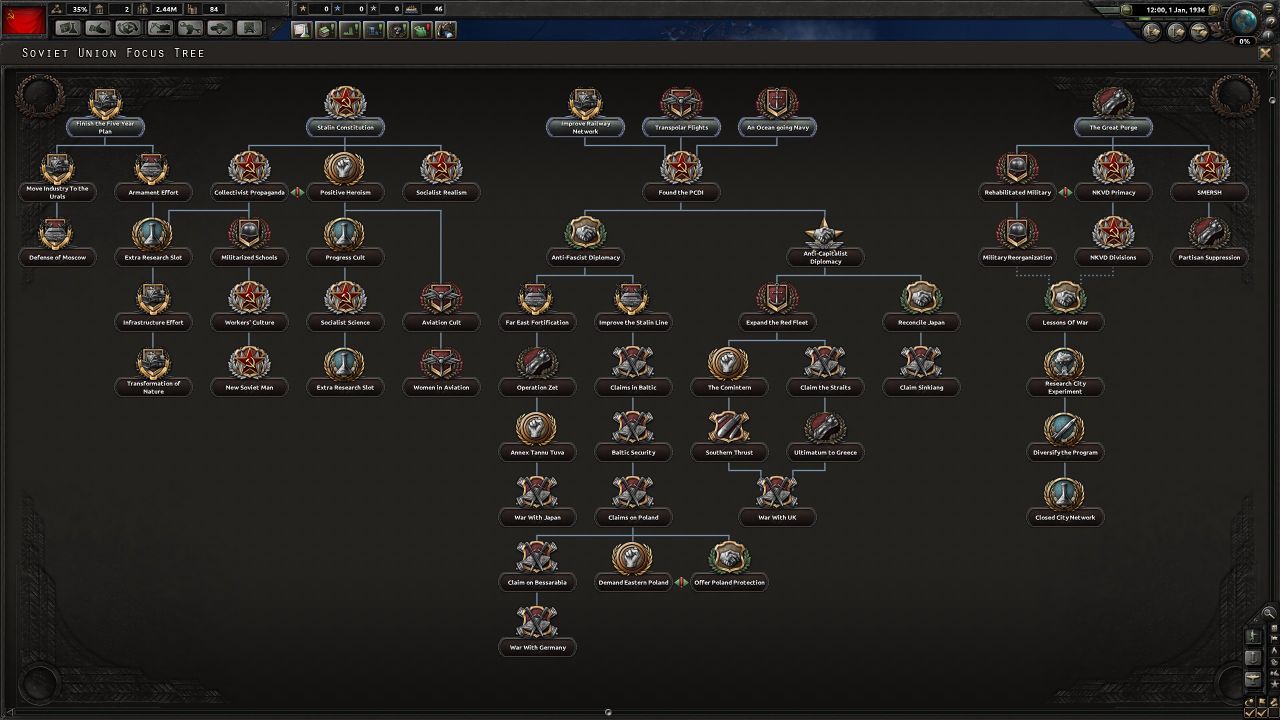 35% 2 2.44M 84 0 0 0 46 12:00, 1 Jan, 1936
0%
Soviet Union Focus Tree
Finish the Five Year
Plan
Stalin Constitution
Improve Railway
Network
Transpolar Flights
An Ocean going Navy
The Great Purge
Move Industry To the
Urals
Armament Effort
Collectivist Propaganda
Positive Heroism
Socialist Realism
Found the PCDI
Rehabilitated Military
NKVD Primacy
SMERSH
Defense of Moscow
Extra Research Slot
Militarized Schools
Progress Cult
Anti-Fascist Diplomacy
Anti-Capitalist
Diplomacy
Military Reorganization
NKVD Divisions
Partisan Suppression
Infrastructure Effort
Workers' Culture
Socialist Science
Aviation Cult
Far East Fortification
Improve the Stalin Line
Expand the Red Fleet
Reconcile Japan
Lessons Of War
Transformation of
Nature
New Soviet Man
Extra Research Slot
Women in Aviation
Operation Zet
Claims in Baltic
The Comintern
Claim the Straits
Claim Sinkiang
Research City
Experiment
Annex Tannu Tuva
Baltic Security
Southern Thrust
Ultimatum to Greece
Diversify the Program
War With Japan
Claims on Poland
War With UK
Closed City Network
Claim on Bessarabia
Demand Eastern Poland
Offer Poland Protection
War With Germany